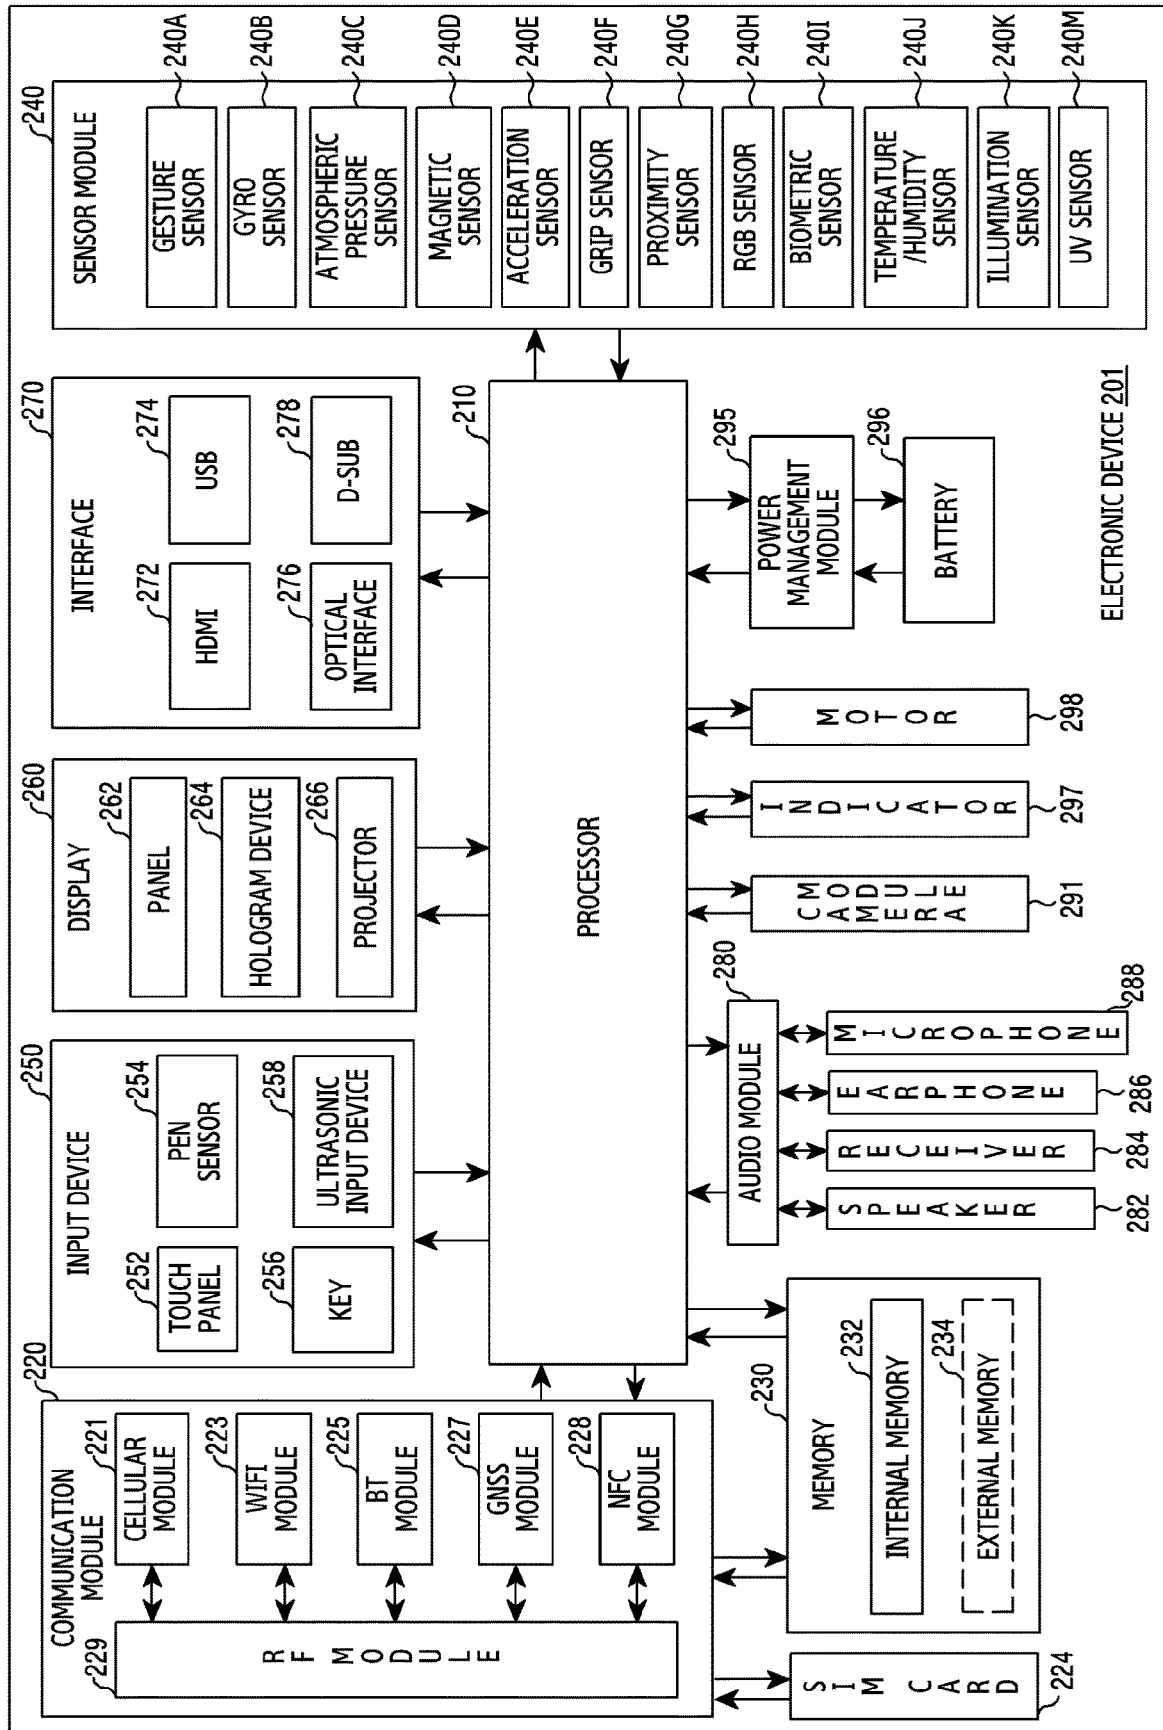 COMMUNICATION
MODULE
220
229
RF MODULE
221
CELLULAR
MODULE
223
WIFI
MODULE
225
BT
MODULE
227
GNSS
MODULE
228
NFC
MODULE
SIM CARD
224
INPUT DEVICE
250
252
TOUCH
PANEL
254
PEN
SENSOR
256
KEY
258
ULTRASONIC
INPUT DEVICE
DISPLAY
260
262
PANEL
264
HOLOGRAM DEVICE
266
PROJECTOR
INTERFACE
270
272
HDMI
274
USB
276
OPTICAL
INTERFACE
278
D-SUB
SENSOR MODULE
240
GESTURE
SENSOR
240A
GYRO
SENSOR
240B
ATMOSPHERIC
PRESSURE
SENSOR
240C
MAGNETIC
SENSOR
240D
ACCELERATION
SENSOR
240E
GRIP SENSOR
240F
PROXIMITY
SENSOR
240G
RGB SENSOR
240H
BIOMETRIC
SENSOR
240I
TEMPERATURE
/HUMIDITY
SENSOR
240J
ILLUMINATION
SENSOR
240K
UV SENSOR
240M
PROCESSOR
210
MEMORY
230
232
INTERNAL MEMORY
234
EXTERNAL MEMORY
AUDIO MODULE
280
SPEAKER
282
RECEIVER
284
EARPHONE
286
MICROPHONE
288
CAMERA
MODULE
291
INDICATOR
297
MOTOR
298
POWER
MANAGEMENT
MODULE
295
BATTERY
296
ELECTRONIC DEVICE 201